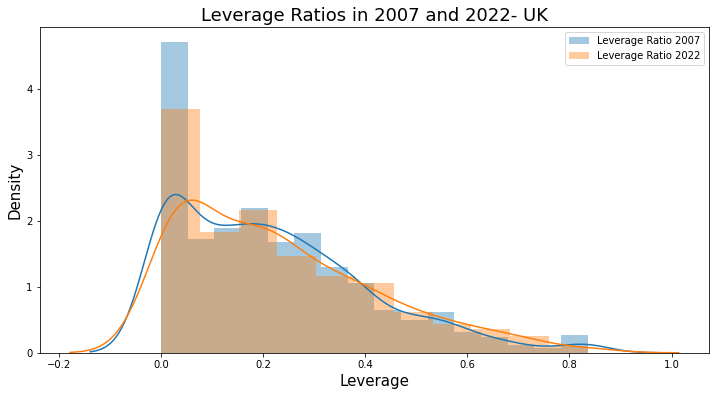 Leverage Ratios in 2007 and 2022- UK
Leverage Ratio 2007
Leverage Ratio 2022
Density
4
3
2
1
0
−0.2
0.0
0.2
0.4
0.6
0.8
1.0
Leverage